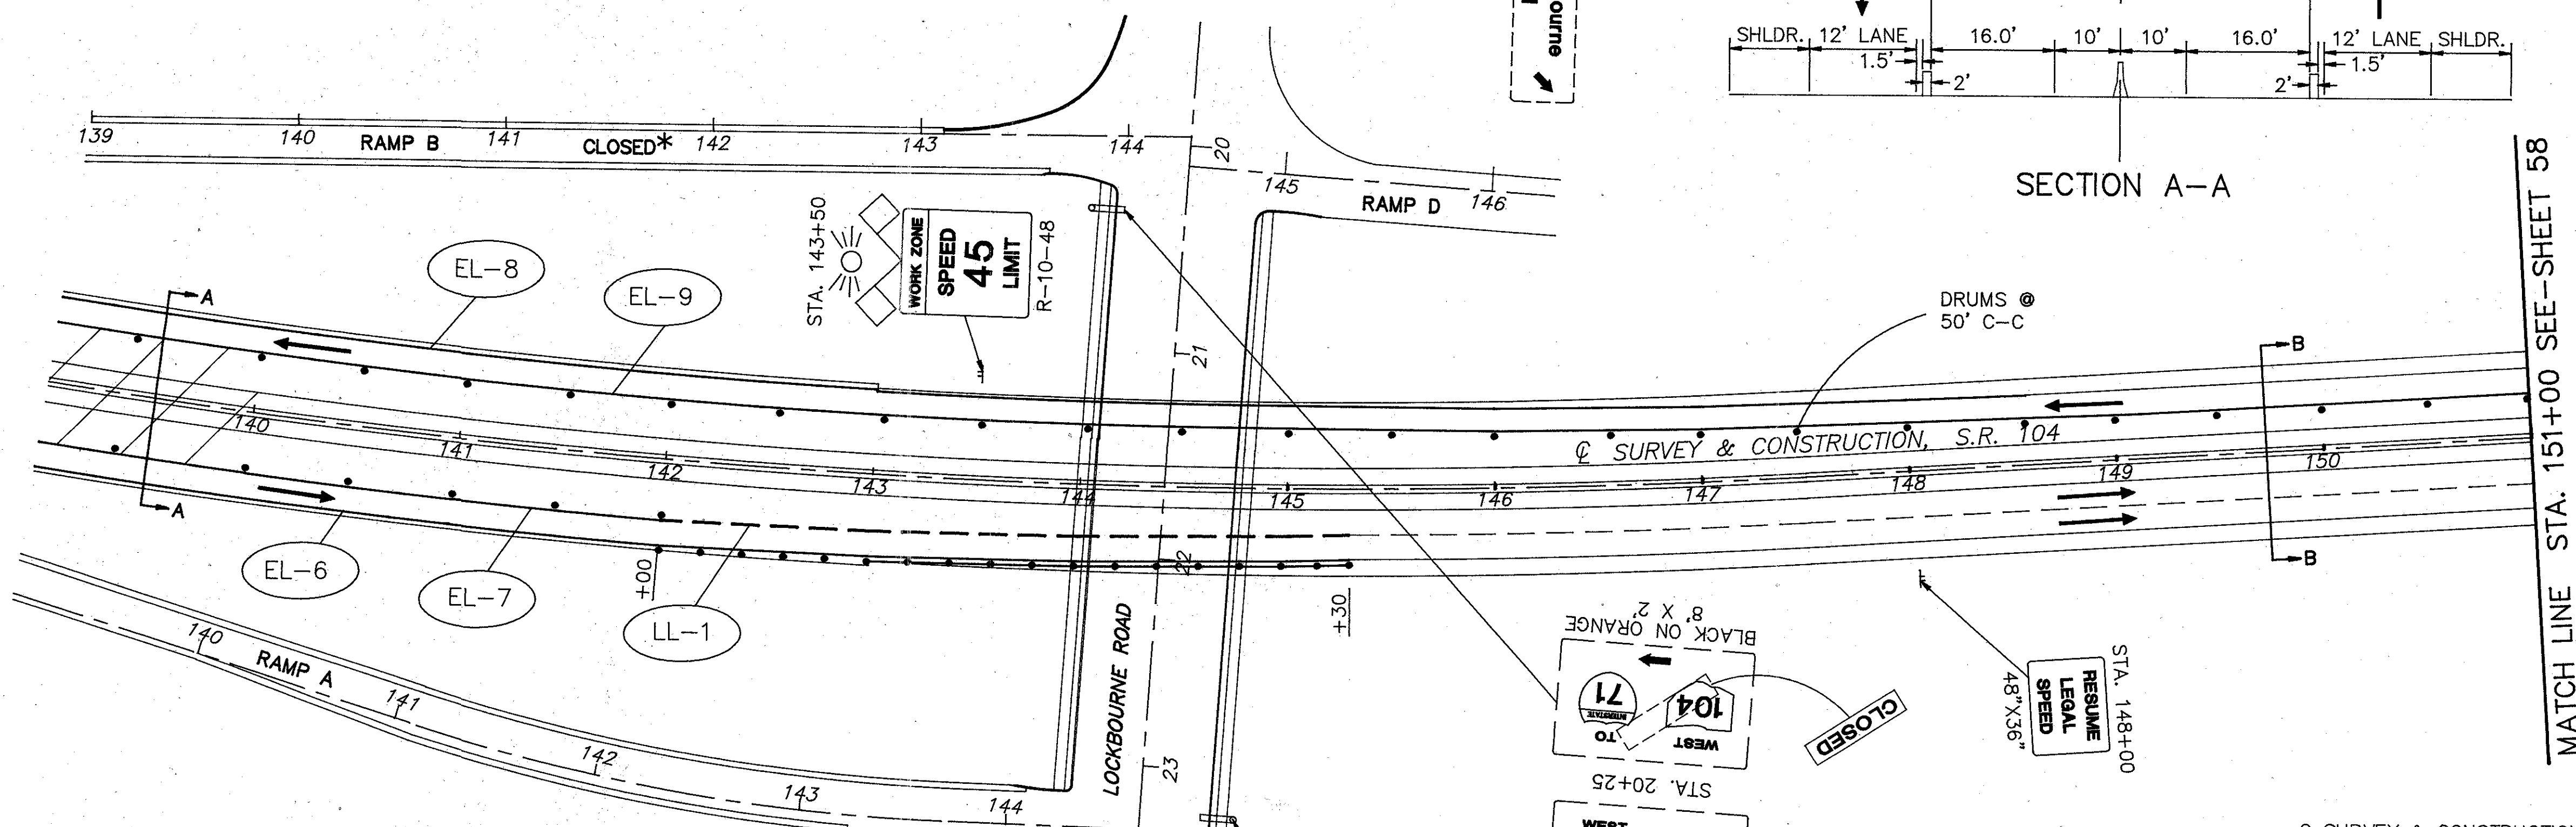 ourne
SHLDR. 12' LANE 16.0' 10' 10' 16.0' 12' LANE SHLDR.
1.5' 1.5'
2' 2'
SECTION A-A
139 140 RAMP B 141 CLOSED* 142 143 144
20
145 RAMP D 146
STA. 143+50
WORK ZONE
SPEED
45
LIMIT
R-10-48
EL-8
EL-9
A
A
DRUMS @
50' C-C
B
B
21
140 141 142 143 144 145 146 147 148 149 150
℄ SURVEY & CONSTRUCTION, S.R. 104
22
+00
+30
EL-6
EL-7
LL-1
LOCKBOURNE ROAD
23
140
RAMP A
141
142
143
144
BLACK ON ORANGE
8' X 2'
INTERSTATE
71
TO
104
WEST
CLOSED
STA. 20+25
WEST
RESUME
LEGAL
SPEED
48"X36"
STA. 148+00
MATCH LINE STA. 151+00 SEE-SHEET 58